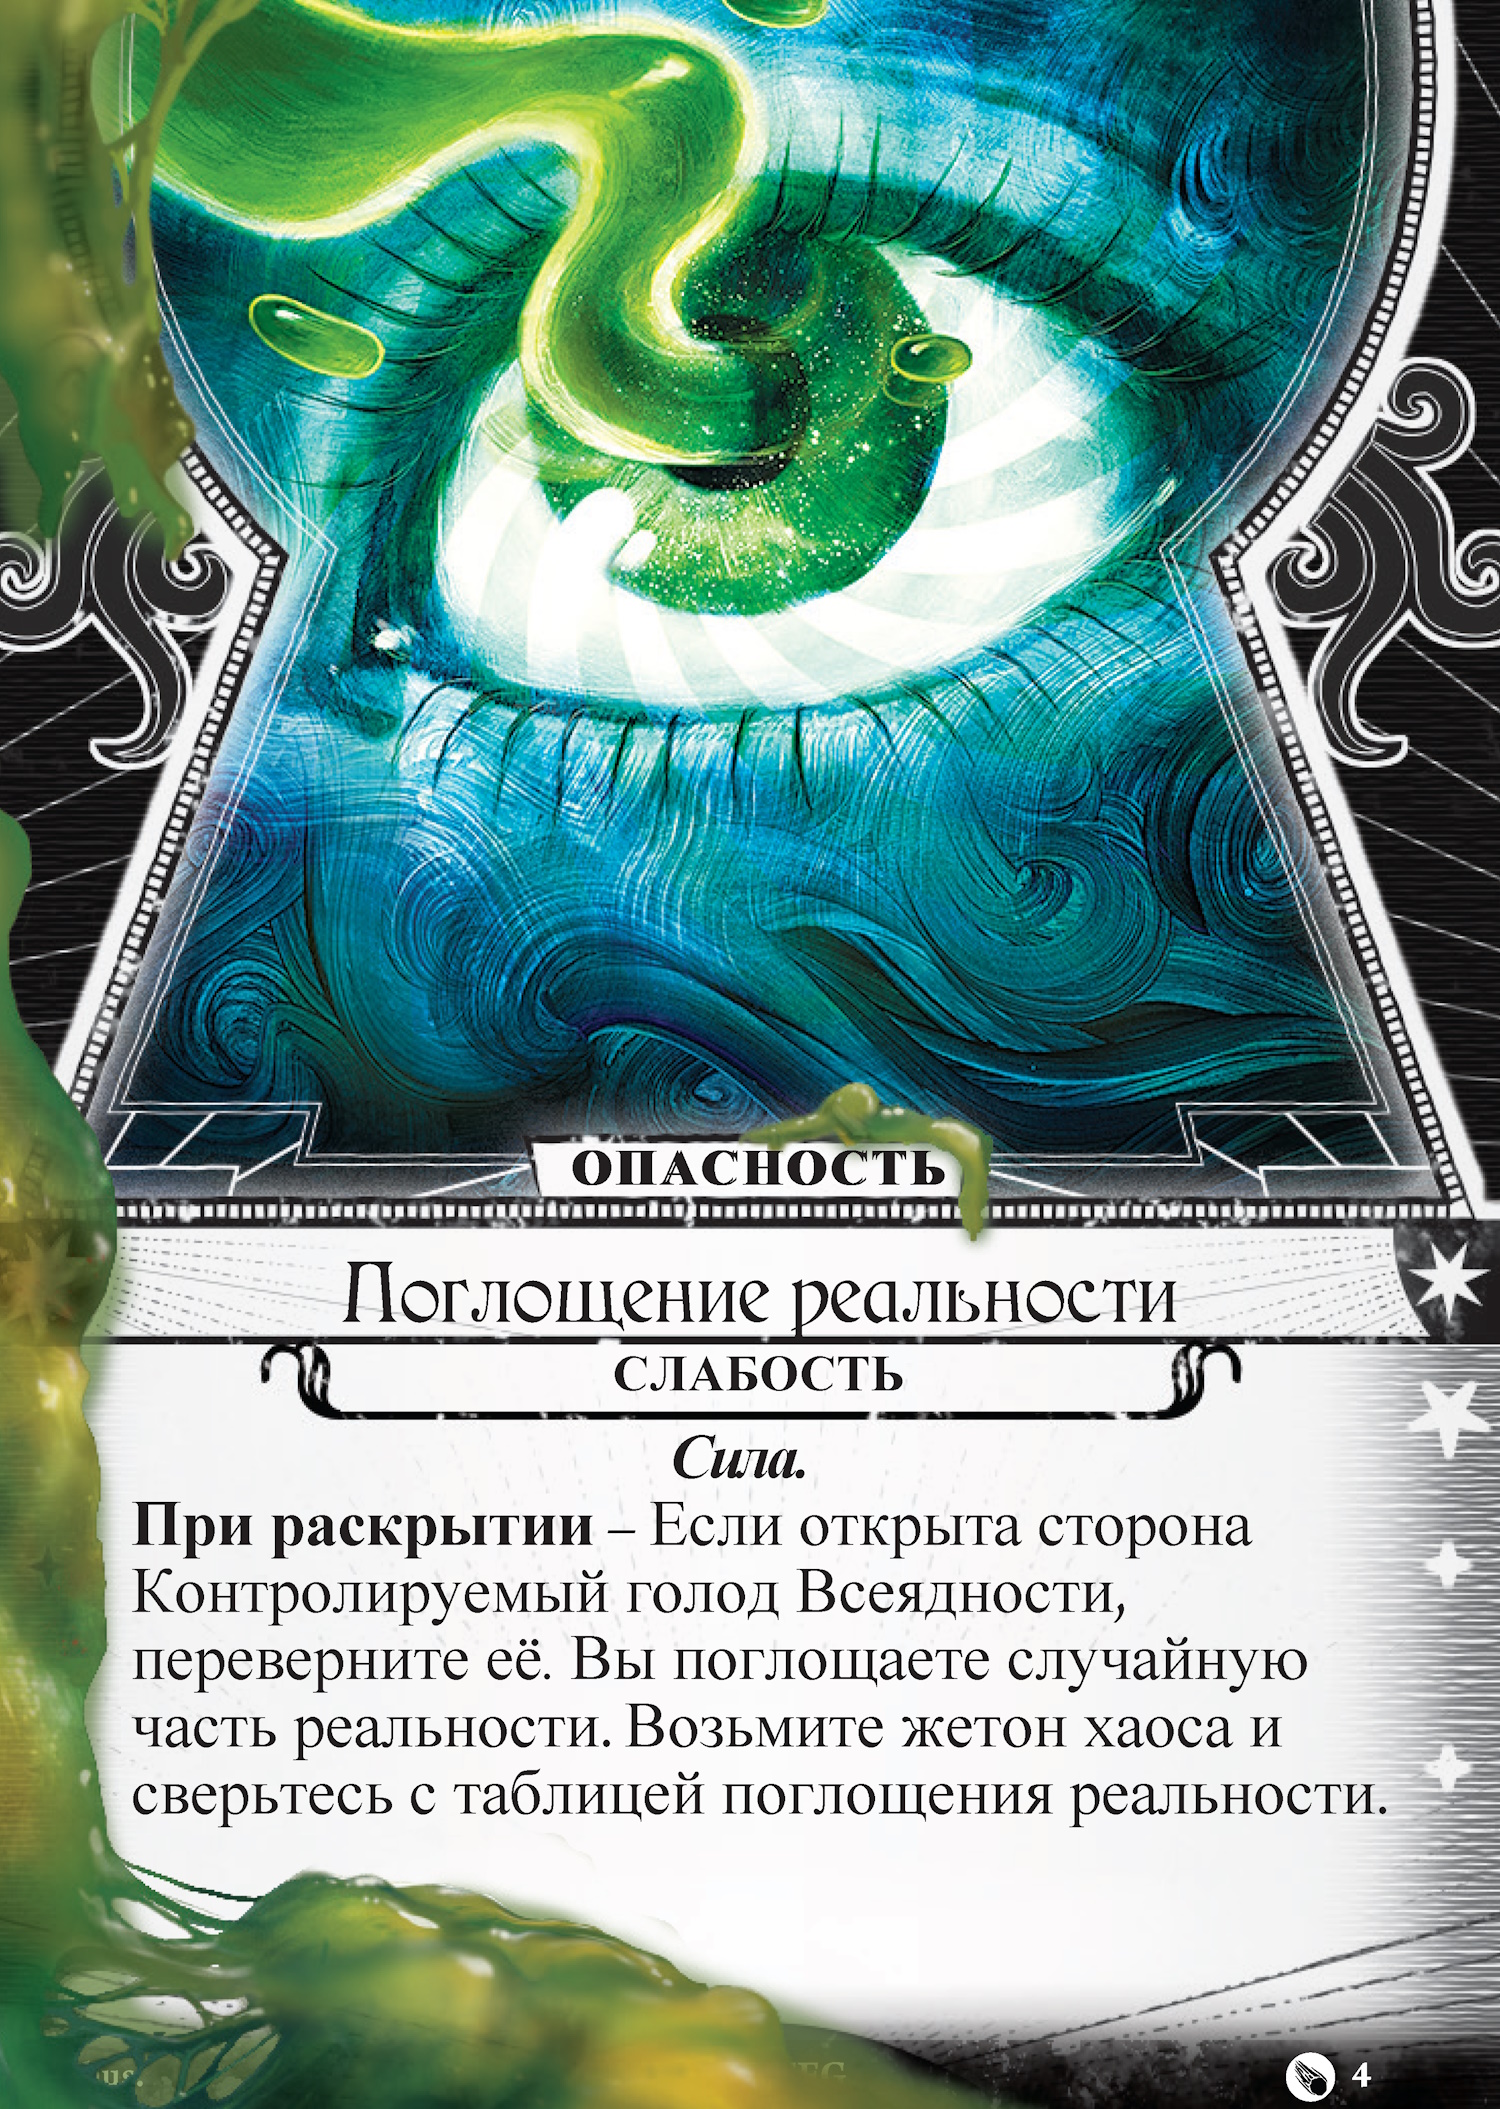 ОПАСНОСТЬ
Поглощение реальности
СЛАБОСТЬ
Сила.
При раскрытии – Если открыта сторона
Контролируемый голод Всеядности,
переверните её. Вы поглощаете случайную
часть реальности. Возьмите жетон хаоса и
сверьтесь с таблицей поглощения реальности.
4